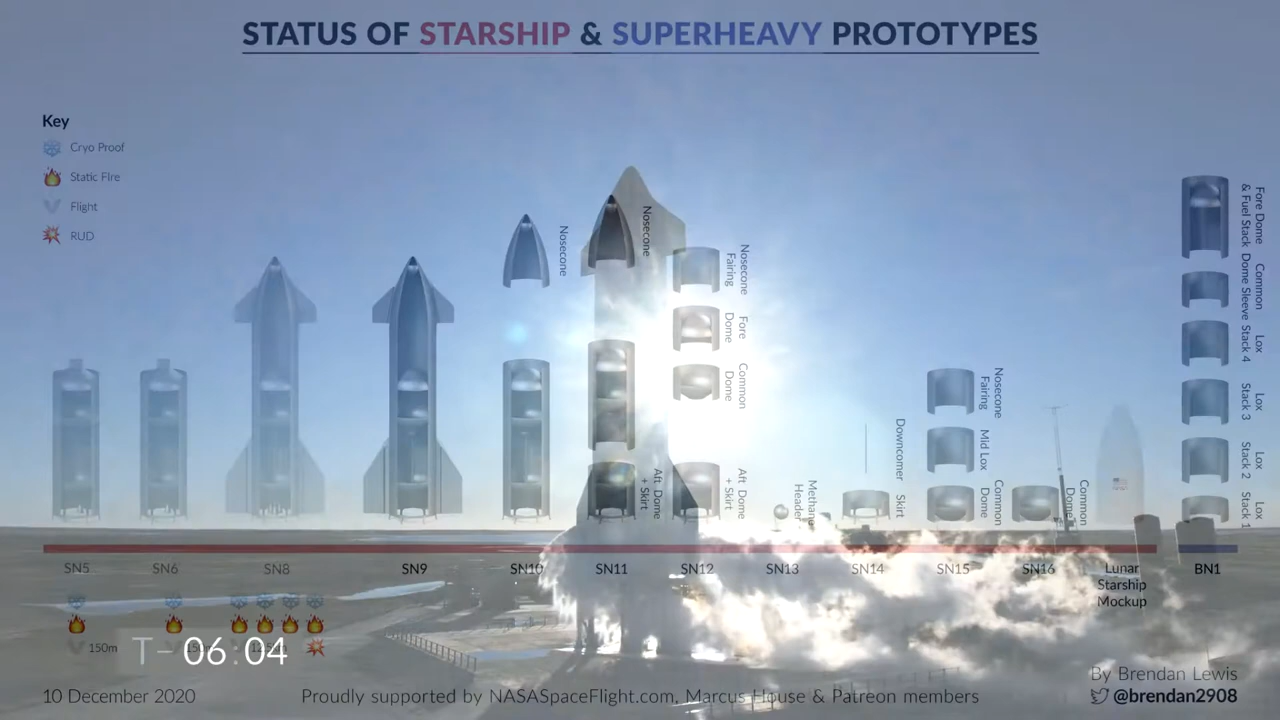 STATUS OF STARSHIP & SUPERHEAVY PROTOTYPES
Key
Cryo Proof
Static Fire
Flight
RUD
Nosecone
Nosecone
Nosecone
Fairing
Fore
Dome
Common
Dome
Aft Dome
+ Skirt
Aft Dome
+ Skirt
Methane
Header
Downcomer
Skirt
Nosecone
Fairing
Mid Lox
Common
Dome
Common
Dome
Fore Dome
& Fuel Stack
Common
Dome Sleeve
Lox
Stack 4
Lox
Stack 3
Lox
Stack 2
Lox
Stack 1
SN5
SN6
SN8
SN9
SN10
SN11
SN12
SN13
SN14
SN15
SN16
Lunar
Starship
Mockup
BN1
150m
T- 06:04
10 December 2020
Proudly supported by NASASpaceFlight.com, Marcus House & Patreon members
By Brendan Lewis
@brendan2908